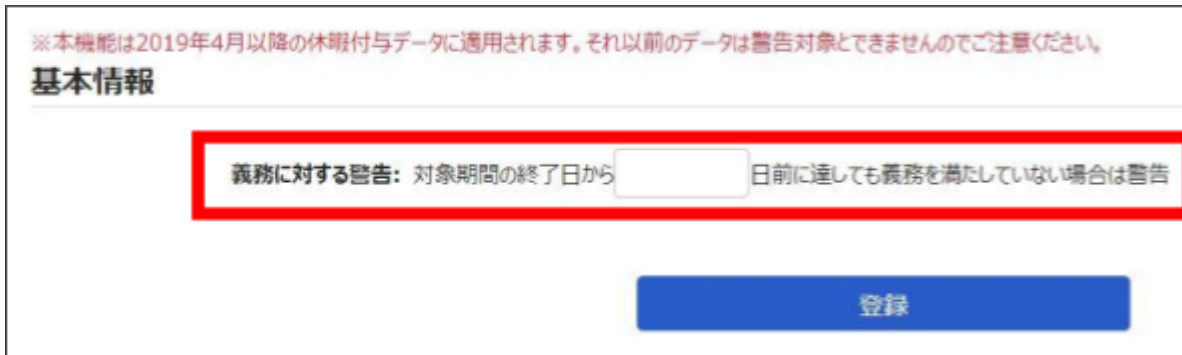 ※本機能は2019年4月以降の休暇付与データに適用されます。それ以前のデータは警告対象とできませんのでご注意ください。
基本情報
義務に対する警告: 対象期間の終了日から 日前に達しても義務を満たしていない場合は警告
登録